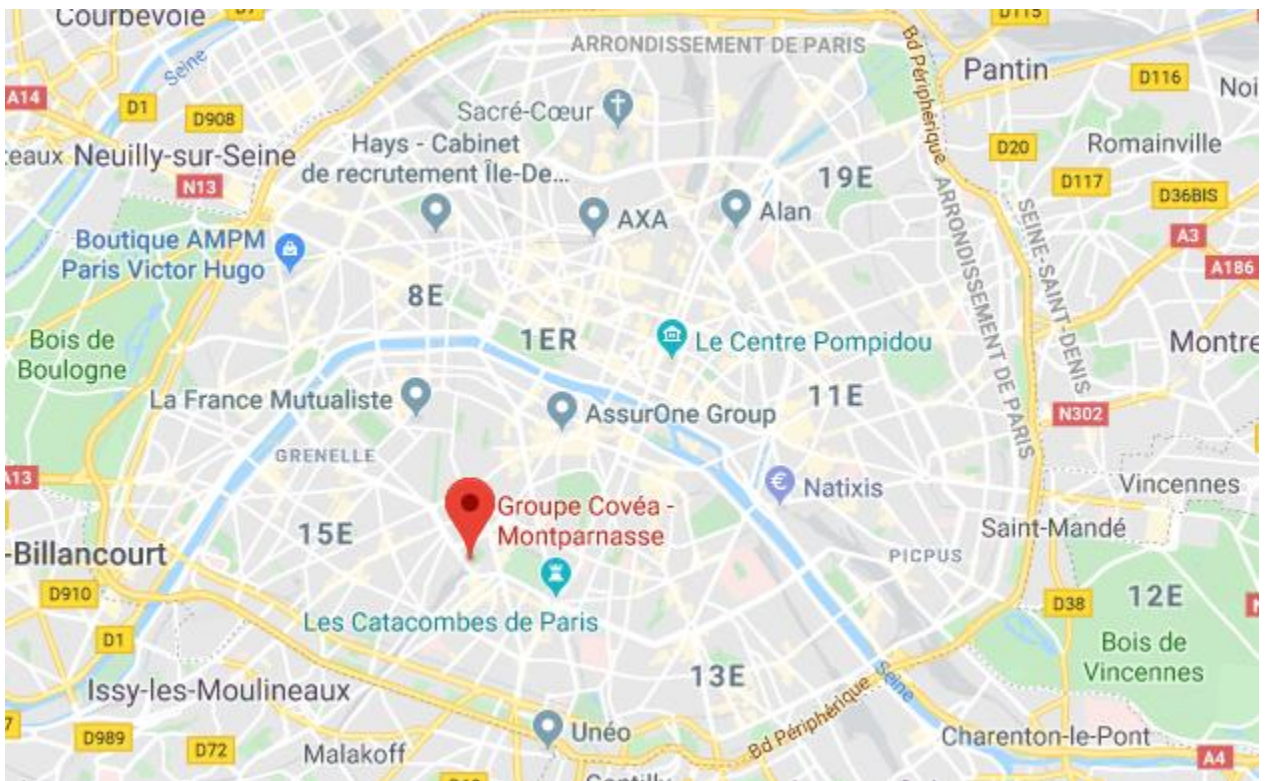 Courbevoie
D115
ARRONDISSEMENT DE PARIS
Bd Périphérique
Pantin
D116
Seine
A14
D1
D908
Sacré-Cœur
Noi
Hays - Cabinet
de recrutement Île-De...
eaux
Neuilly-sur-Seine
D20
Romainville
N13
19E
D117
D36BIS
AXA
Alan
A3
Boutique AMPM
Paris Victor Hugo
ARRONDISSEMENT DE PARIS
SEINE-SAINT-DENIS
A186
8E
1ER
Le Centre Pompidou
Bois de
Boulogne
Montre
La France Mutualiste
AssurOne Group
11E
N302
GRENELLE
A13
Natixis
Vincennes
Groupe Covéa -
Montparnasse
15E
Saint-Mandé
-Billancourt
PICPUS
D910
D38
12E
Les Catacombes de Paris
D1
Bois de
Vincennes
13E
Seine
Issy-les-Moulineaux
Bd Périphérique
Unéo
D989
D72
Malakoff
Charenton-le-Pont
A4